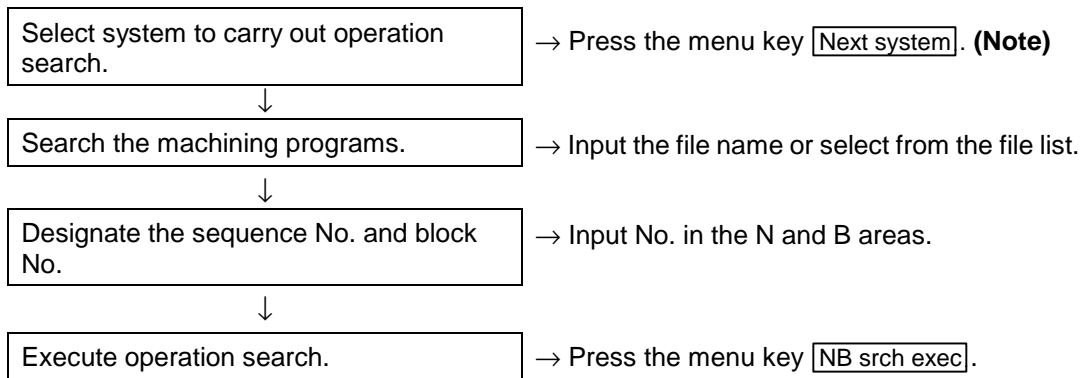 Select system to carry out operation → Press the menu key Next system. (Note)
search.
↓
Search the machining programs. → Input the file name or select from the file list.
↓
Designate the sequence No. and block → Input No. in the N and B areas.
No.
↓
Execute operation search. → Press the menu key NB srch exec.